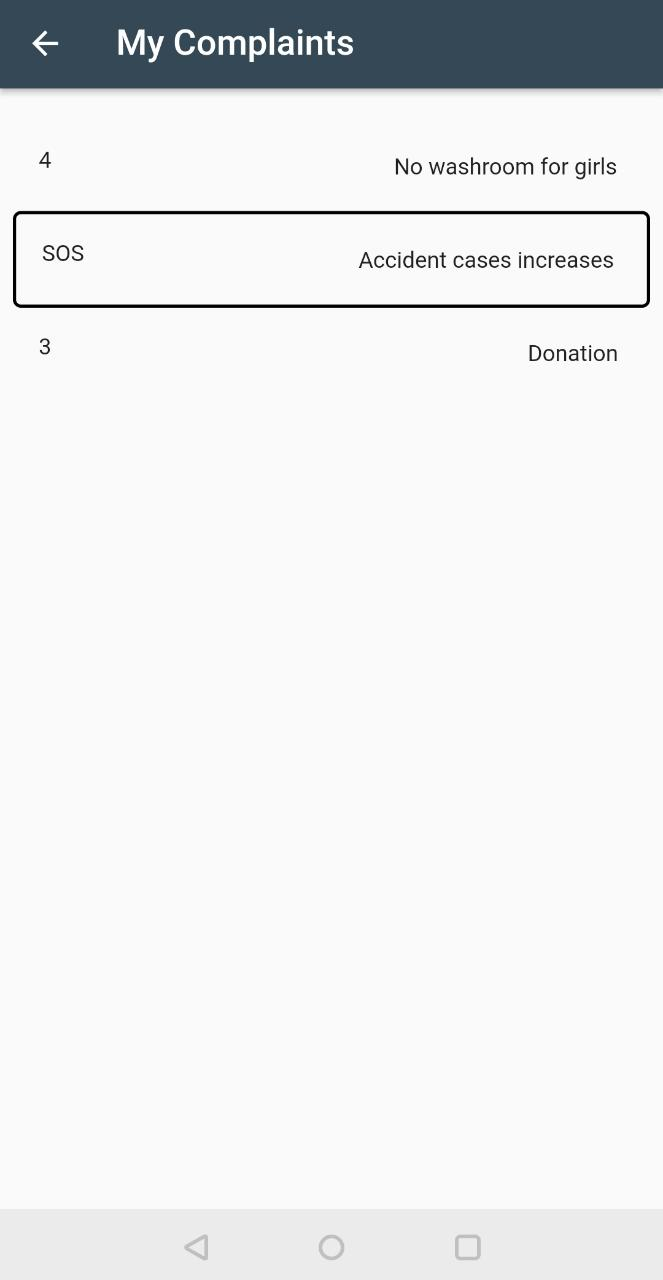 My Complaints
4 No washroom for girls
SOS Accident cases increases
3 Donation